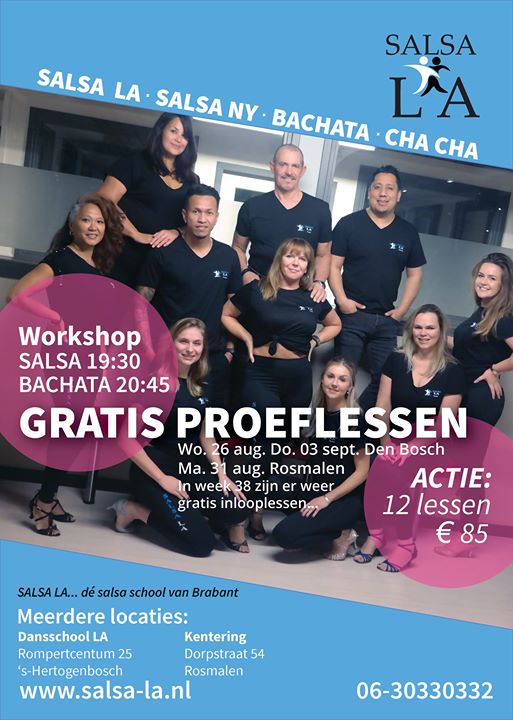 SALSA
LA
SALSA LA · SALSA NY · BACHATA · CHA CHA
Workshop
SALSA 19:30
BACHATA 20:45
GRATIS PROEFLESSEN
Wo. 26 aug. Do. 03 sept. Den Bosch
Ma. 31 aug. Rosmalen
In week 38 zijn er weer
gratis inlooplessen...
ACTIE:
12 lessen
€ 85
SALSA LA
SALSA LA... dé salsa school van Brabant
Meerdere locaties:
Dansschool LA
Rompertcentum 25
‘s-Hertogenbosch
Kentering
Dorpstraat 54
Rosmalen
www.salsa-la.nl
06-30330332